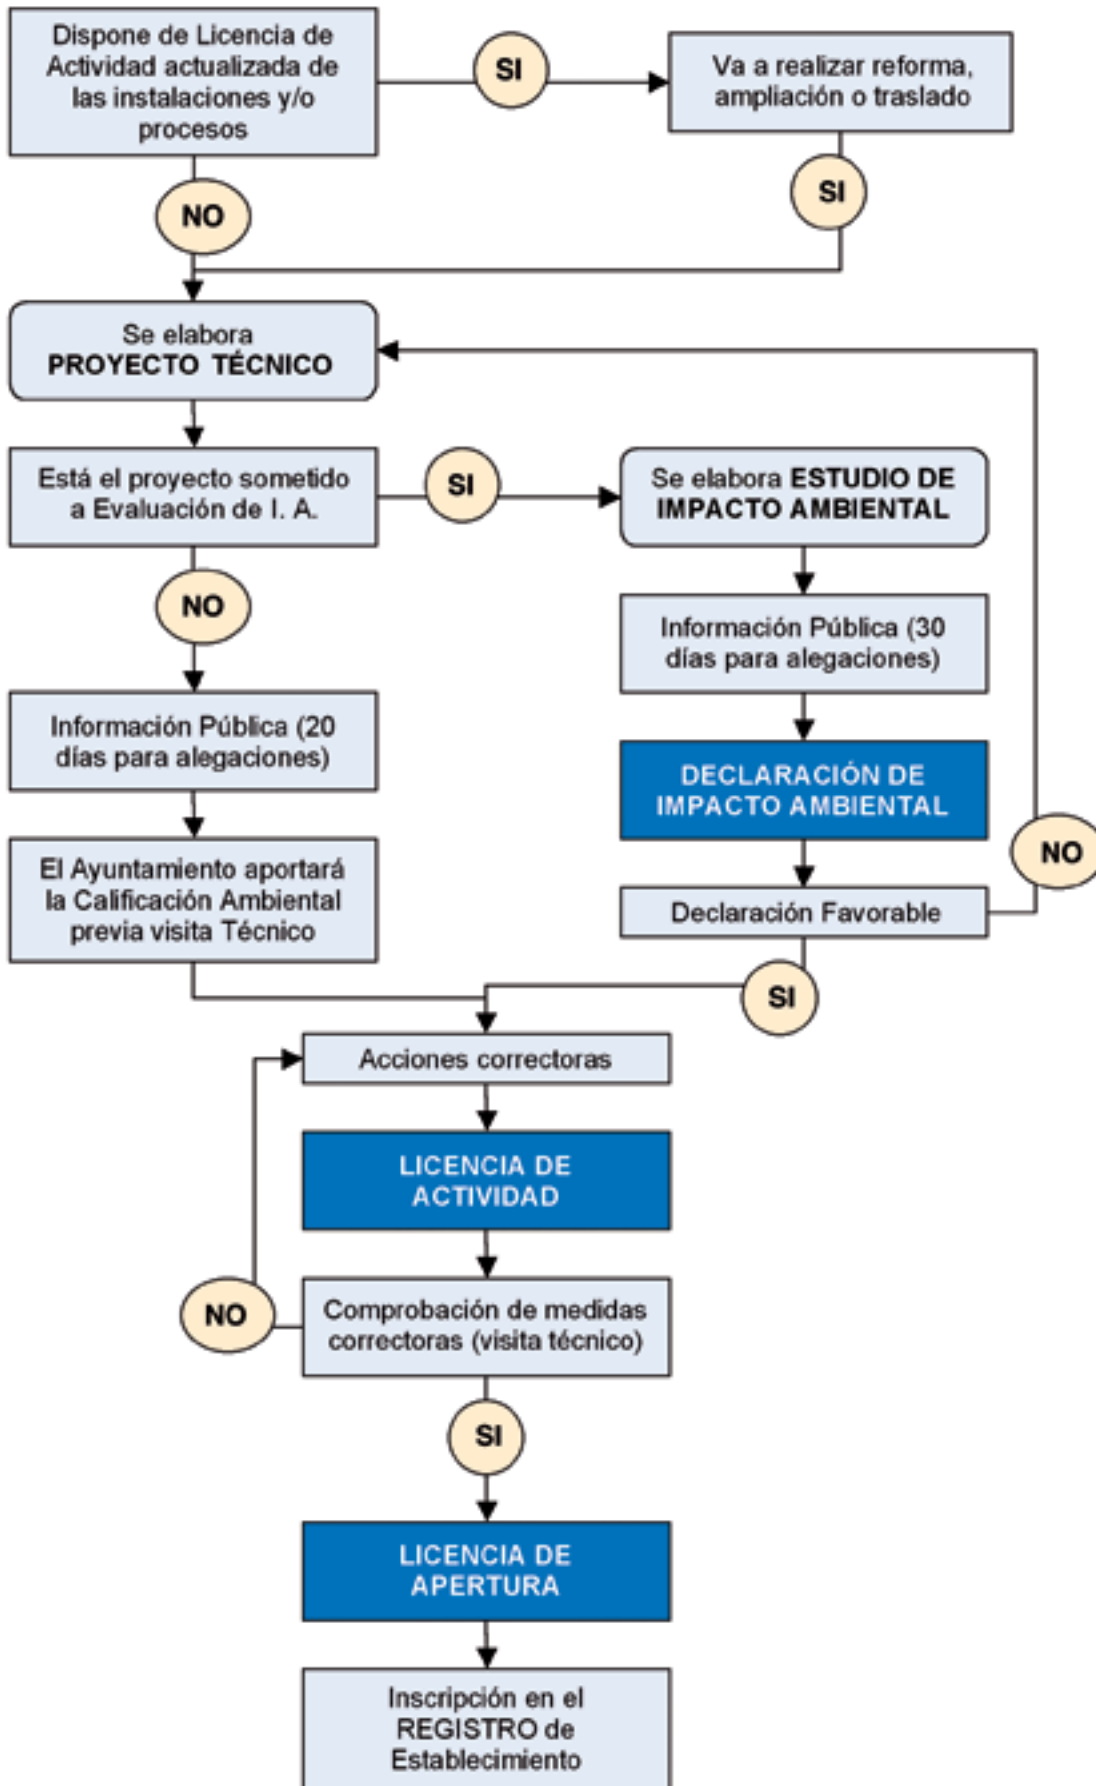 Dispone de Licencia de
Actividad actualizada de
las instalaciones y/o
procesos
SI
Va a realizar reforma,
ampliación o traslado
SI
NO
Se elabora
PROYECTO TÉCNICO
Está el proyecto sometido
a Evaluación de I. A.
SI
Se elabora ESTUDIO DE
IMPACTO AMBIENTAL
NO
Información Pública (30
días para alegaciones)
Información Pública (20
días para alegaciones)
DECLARACIÓN DE
IMPACTO AMBIENTAL
NO
El Ayuntamiento aportará
la Calificación Ambiental
previa visita Técnico
Declaración Favorable
SI
Acciones correctoras
LICENCIA DE
ACTIVIDAD
NO
Comprobación de medidas
correctoras (visita técnico)
SI
LICENCIA DE
APERTURA
Inscripción en el
REGISTRO de
Establecimiento